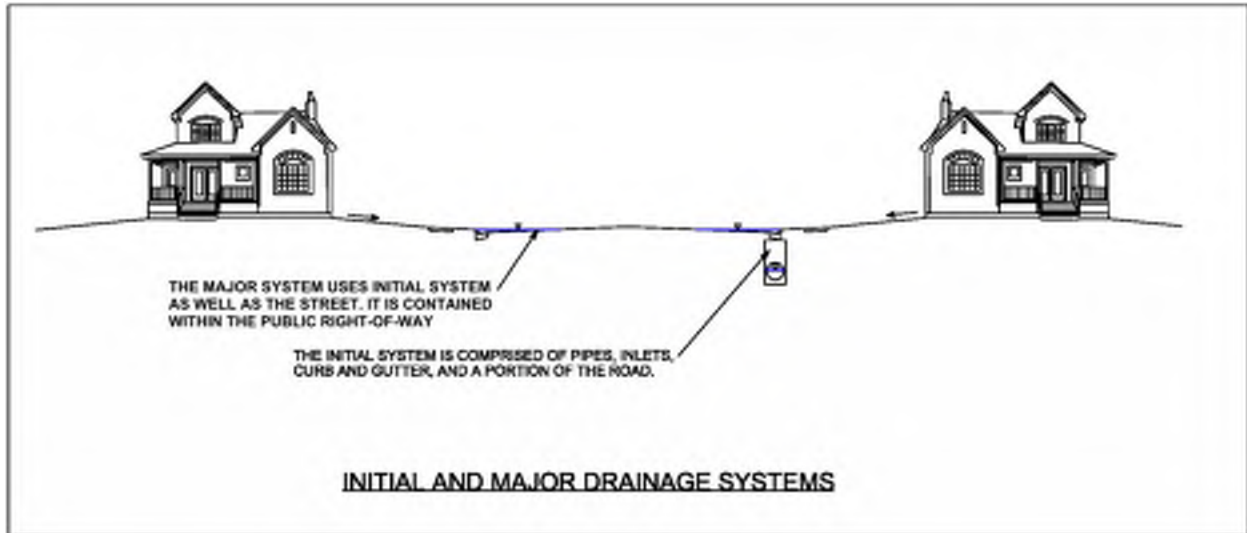 THE MAJOR SYSTEM USES INITIAL SYSTEM
AS WELL AS THE STREET. IT IS CONTAINED
WITHIN THE PUBLIC RIGHT-OF-WAY
THE INITIAL SYSTEM IS COMPRISED OF PIPES, INLETS,
CURB AND GUTTER, AND A PORTION OF THE ROAD.
INITIAL AND MAJOR DRAINAGE SYSTEMS